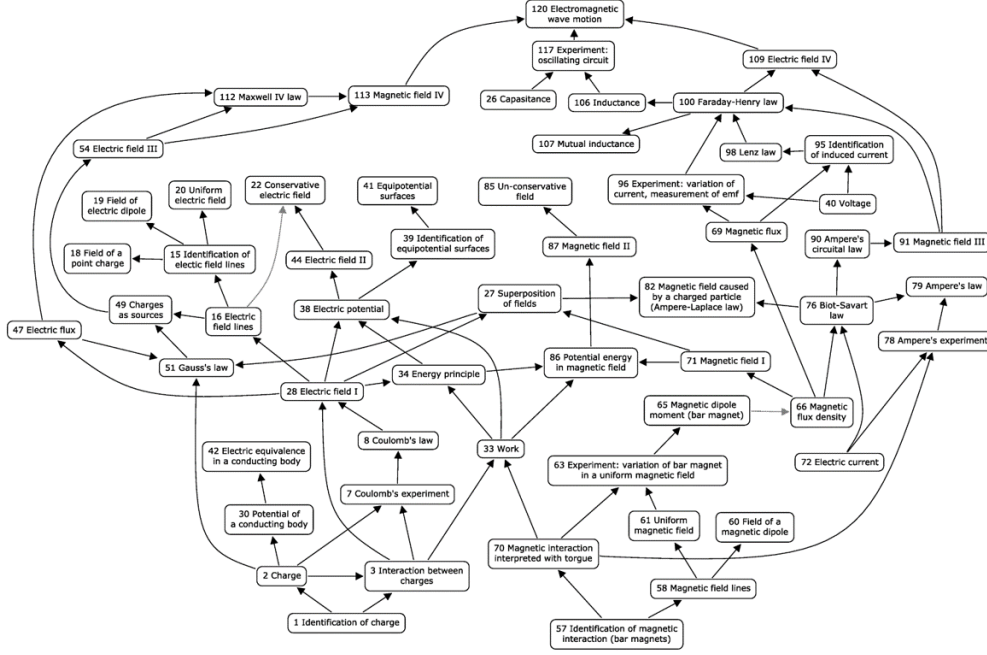 120 Electromagnetic
wave motion
117 Experiment:
oscillating circuit
109 Electric field IV
112 Maxwell IV law
113 Magnetic field IV
26 Capasitance
106 Inductance
100 Faraday-Henry law
54 Electric field III
107 Mutual inductance
98 Lenz law
95 Identification
of induced current
20 Uniform
electric field
22 Conservative
electric field
41 Equipotential
surfaces
85 Un-conservative
field
96 Experiment: variation of
current, measurement of emf
40 Voltage
19 Field of
electric dipole
69 Magnetic flux
18 Field of a
point charge
15 Identification of
electic field lines
44 Electric field II
39 Identification of
equipotential surfaces
87 Magnetic field II
90 Ampere's
circuital law
91 Magnetic field III
47 Electric flux
49 Charges
as sources
16 Electric
field lines
38 Electric potential
27 Superposition
of fields
82 Magnetic field caused
by a charged particle
(Ampere-Laplace law)
76 Biot-Savart
law
79 Ampere's law
78 Ampere's experiment
51 Gauss's law
28 Electric field I
34 Energy principle
86 Potential energy
in magnetic field
71 Magnetic field I
65 Magnetic dipole
moment (bar magnet)
66 Magnetic
flux density
42 Electric equivalence
in a conducting body
8 Coulomb's law
33 Work
63 Experiment: variation of bar magnet
in a uniform magnetic field
72 Electric current
7 Coulomb's experiment
30 Potential of
a conducting body
61 Uniform
magnetic field
60 Field of a
magnetic dipole
70 Magnetic interaction
interpreted with torgue
2 Charge
3 Interaction between
charges
58 Magnetic field lines
1 Identification of charge
57 Identification of magnetic
interaction (bar magnets)